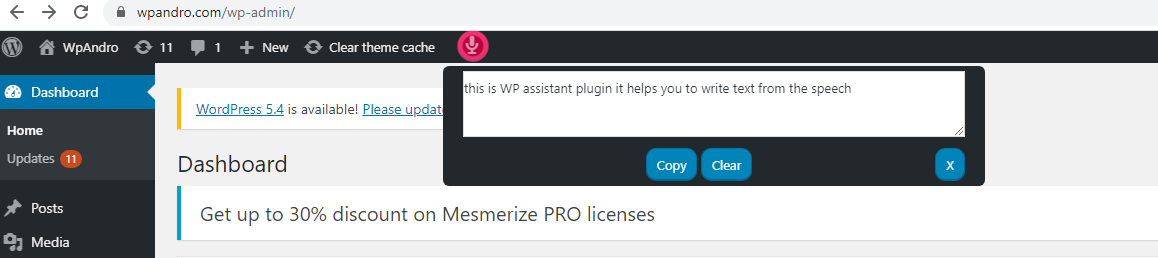 wpandro.com/wp-admin/
WpAndro 11 1 + New Clear theme cache
this is WP assistant plugin it helps you to write text from the speech
Copy Clear X
Dashboard
Home
Updates 11
Posts
Media
WordPress 5.4 is available! Please update
Dashboard
Get up to 30% discount on Mesmerize PRO licenses